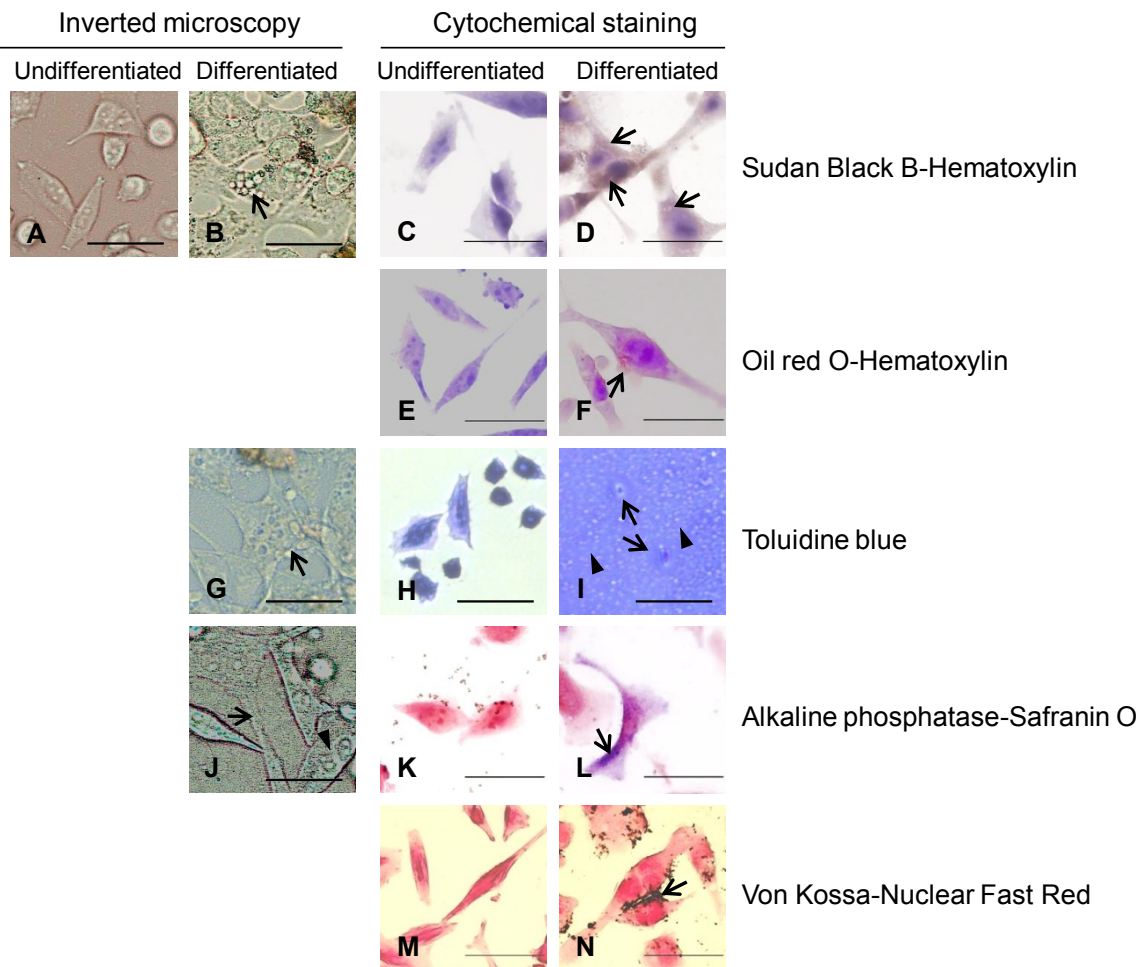 Inverted microscopy Cytochemical staining
Undifferentiated Differentiated Undifferentiated Differentiated
A B C D Sudan Black B-Hematoxylin
E F Oil red O-Hematoxylin
G H I Toluidine blue
J K L Alkaline phosphatase-Safranin O
M N Von Kossa-Nuclear Fast Red